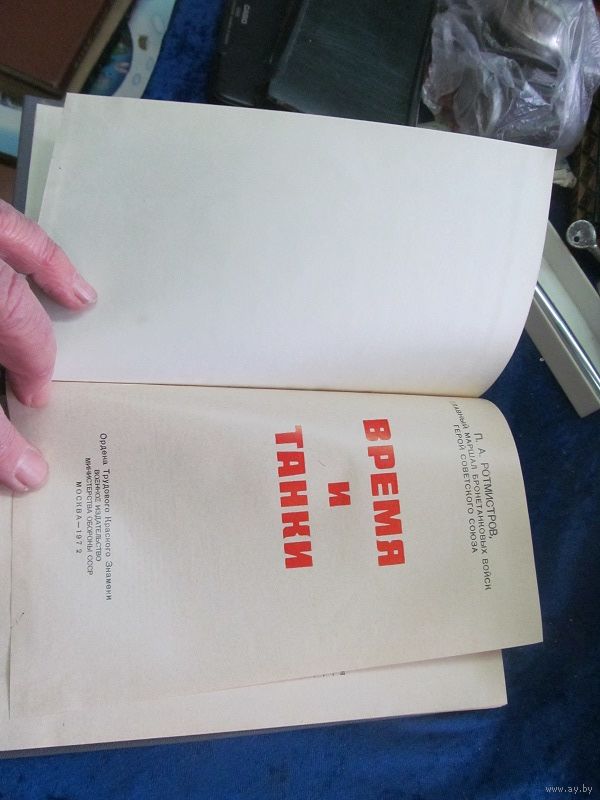 П. А. РОТМИСТРОВ,
ГЛАВНЫЙ МАРШАЛ БРОНЕТАНКОВЫХ ВОЙСК
ГЕРОЙ СОВЕТСКОГО СОЮЗА
ВРЕМЯ
И
ТАНКИ
Ордена Трудового Красного Знамени
ВОЕННОЕ ИЗДАТЕЛЬСТВО
МИНИСТЕРСТВА ОБОРОНЫ СССР
МОСКВА—1972
CASIO
www.ay.by